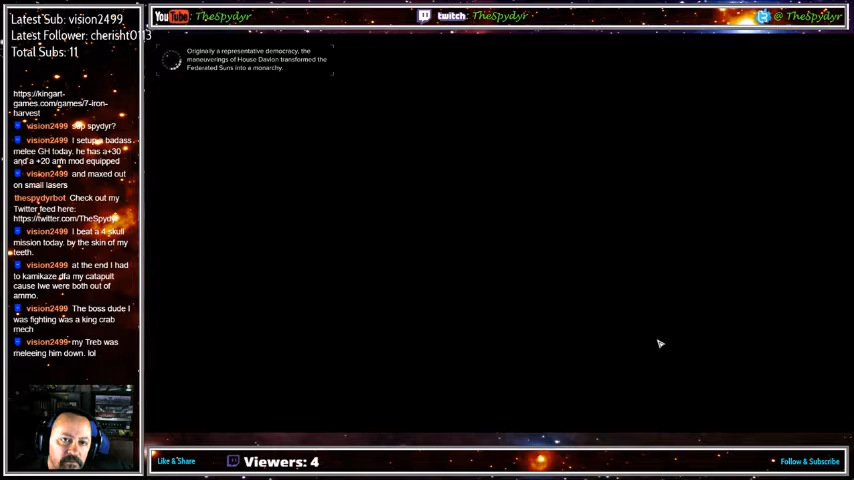 Latest Sub: vision2499
Latest Follower: cherisht0113
Total Subs: 11
YouTube: TheSpydyr
twitch: TheSpydyr
@ TheSpydyr
Originally a representative democracy, the
maneuverings of House Davion transformed the
Federated Suns into a monarchy.
https://kingart-
games.com/games/7-iron-
harvest
vision2499 sup spydyr?
vision2499 I setup a badass
melee GH today. he has a+30
and a +20 arm mod equipped
vision2499 and maxed out
on small lasers
thespydyrbot Check out my
Twitter feed here:
https://twitter.com/TheSpydyr
vision2499 I beat a 4 skull
mission today. by the skin of my
teeth.
vision2499 at the end I had
to kamikaze dfa my catapult
cause Iwe were both out of
ammo.
vision2499 The boss dude I
was fighting was a king crab
mech
vision2499 my Treb was
meleeing him down. lol
Like & Share
Viewers: 4
Follow & Subscribe